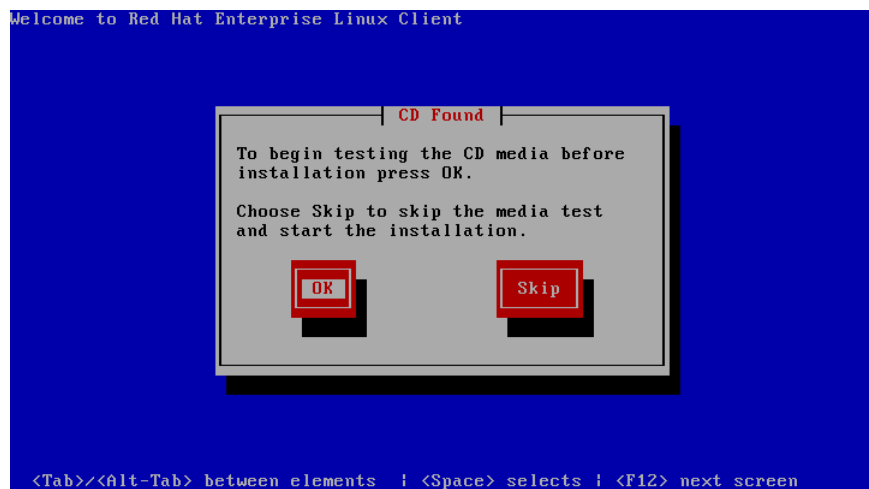 Welcome to Red Hat Enterprise Linux Client
CD Found
To begin testing the CD media before
installation press OK.
Choose Skip to skip the media test
and start the installation.
OK
Skip
<Tab>/<Alt-Tab> between elements | <Space> selects | <F12> next screen